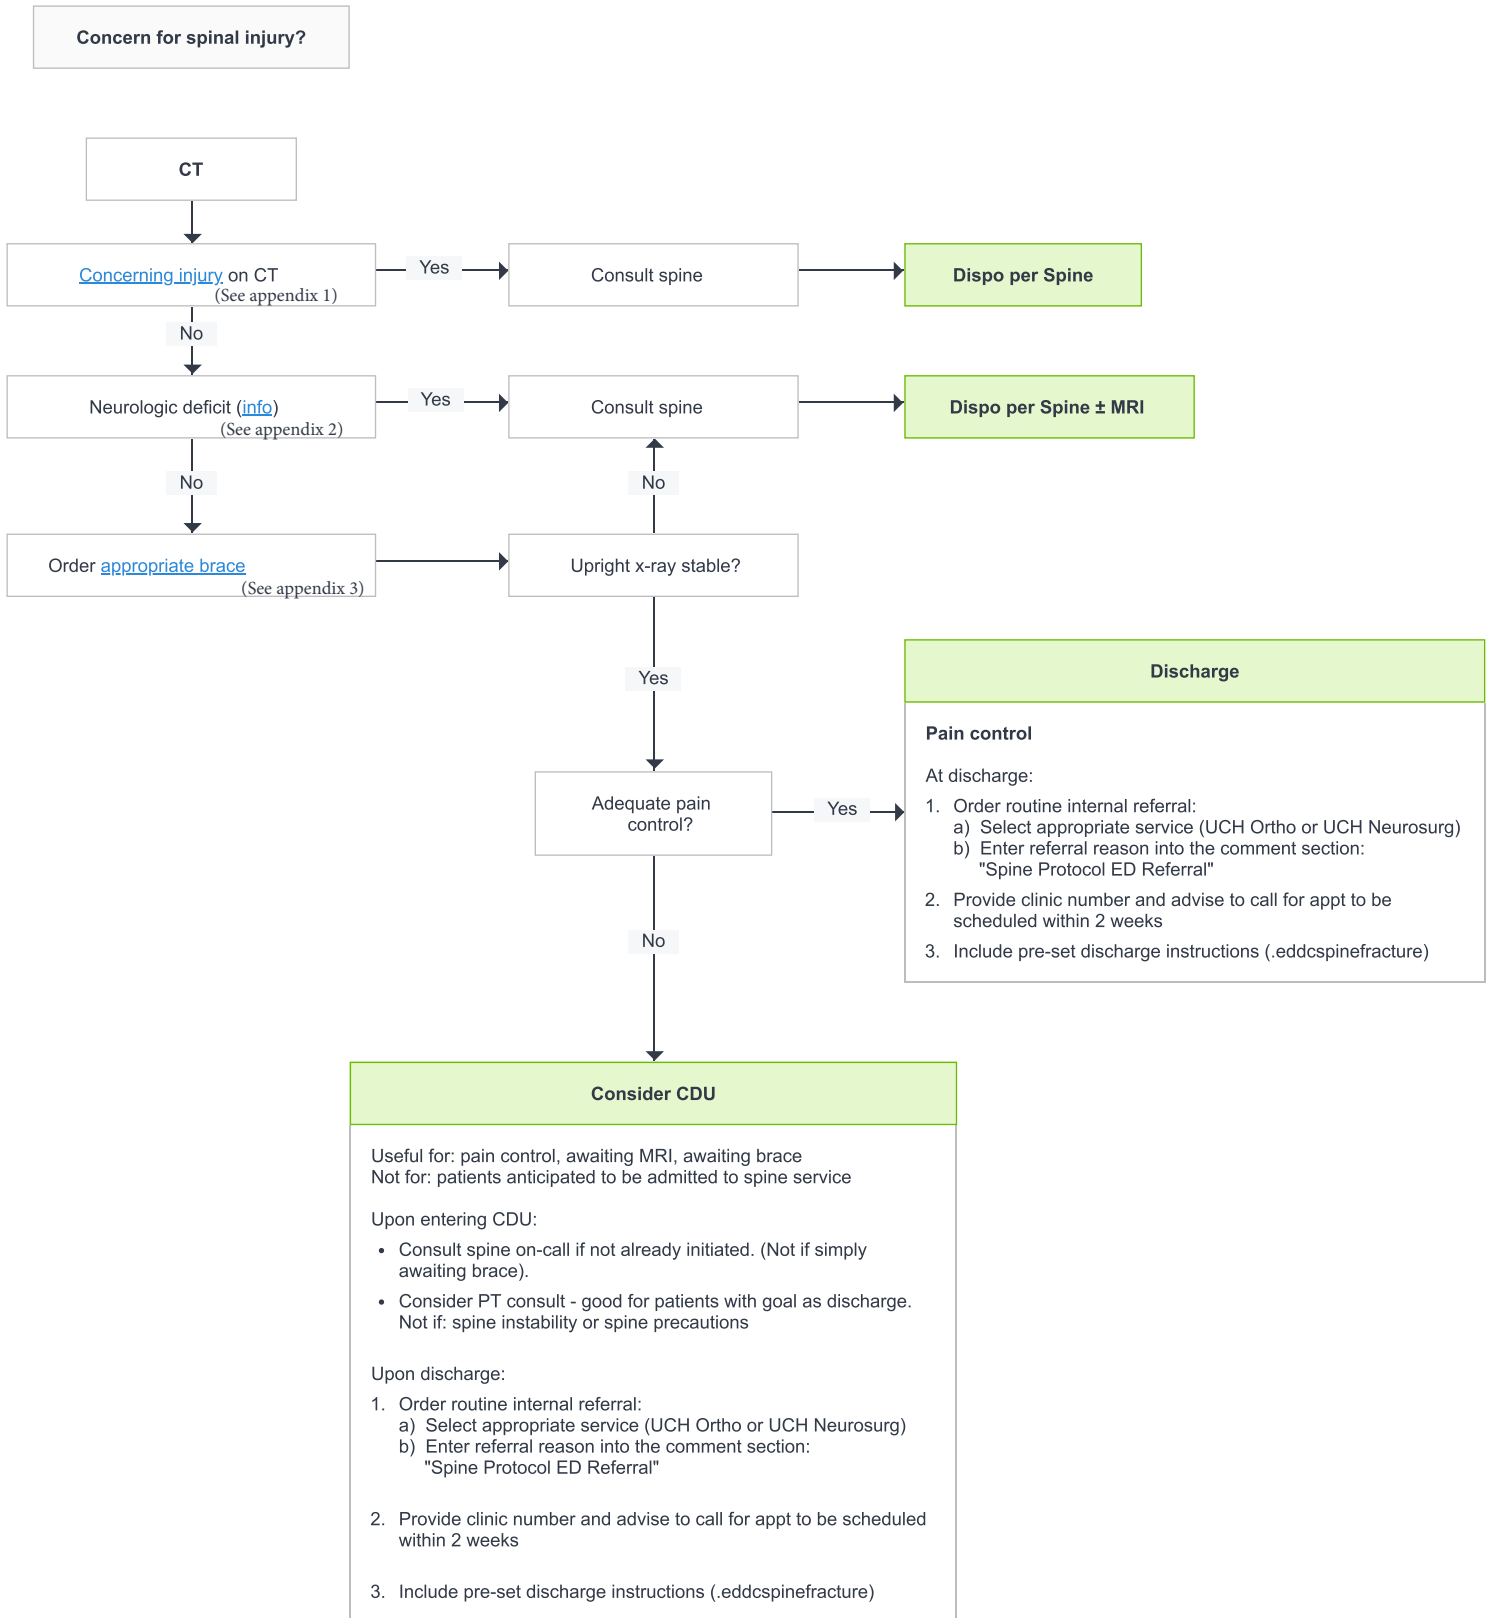 Concern for spinal injury?
CT
Concerning injury on CT
(See appendix 1)
Yes
Consult spine
Dispo per Spine
No
Neurologic deficit (info)
(See appendix 2)
Yes
Consult spine
Dispo per Spine ± MRI
No
No
Order appropriate brace
(See appendix 3)
Upright x-ray stable?
Yes
Adequate pain
control?
Yes
Discharge
Pain control
At discharge:
1. Order routine internal referral:
a) Select appropriate service (UCH Ortho or UCH Neurosurg)
b) Enter referral reason into the comment section:
"Spine Protocol ED Referral"
2. Provide clinic number and advise to call for appt to be
scheduled within 2 weeks
3. Include pre-set discharge instructions (.eddcspinefracture)
No
Consider CDU
Useful for: pain control, awaiting MRI, awaiting brace
Not for: patients anticipated to be admitted to spine service
Upon entering CDU:
• Consult spine on-call if not already initiated. (Not if simply
awaiting brace).
• Consider PT consult - good for patients with goal as discharge.
Not if: spine instability or spine precautions
Upon discharge:
1. Order routine internal referral:
a) Select appropriate service (UCH Ortho or UCH Neurosurg)
b) Enter referral reason into the comment section:
"Spine Protocol ED Referral"
2. Provide clinic number and advise to call for appt to be scheduled
within 2 weeks
3. Include pre-set discharge instructions (.eddcspinefracture)